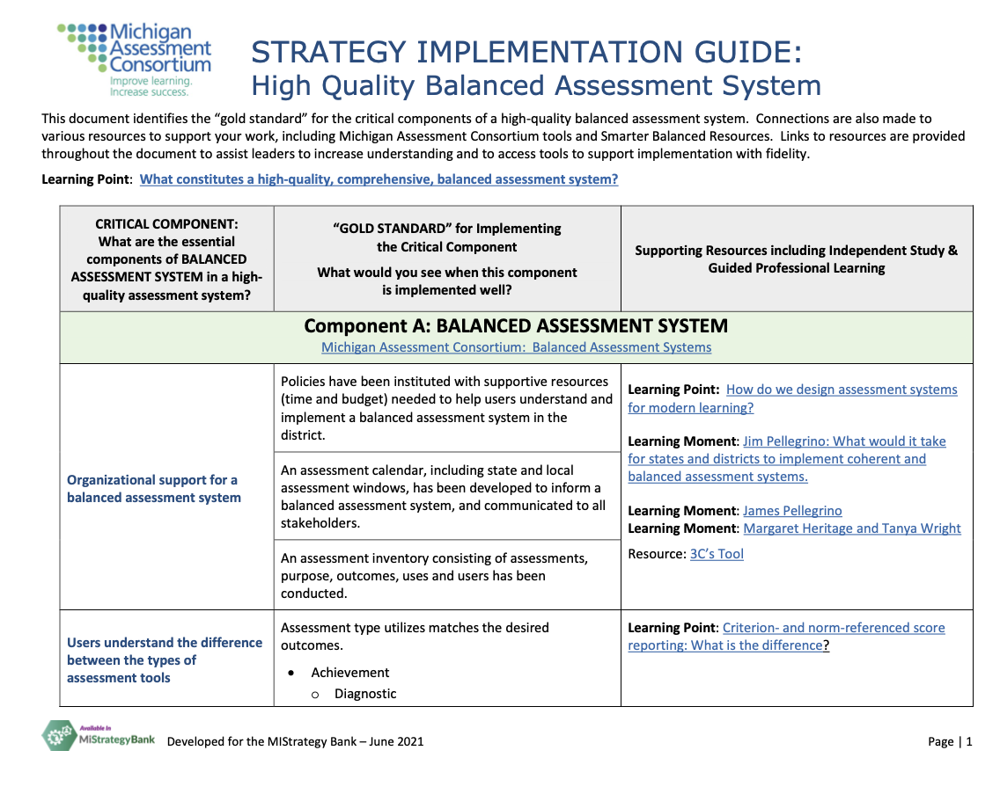 Michigan
Assessment
Consortium
Improve learning.
Increase success.
STRATEGY IMPLEMENTATION GUIDE:
High Quality Balanced Assessment System
This document identifies the “gold standard” for the critical components of a high-quality balanced assessment system.  Connections are also made to
various resources to support your work, including Michigan Assessment Consortium tools and Smarter Balanced Resources.  Links to resources are provided
throughout the document to assist leaders to increase understanding and to access tools to support implementation with fidelity.
Learning Point:  What constitutes a high-quality, comprehensive, balanced assessment system?
CRITICAL COMPONENT:
What are the essential
components of BALANCED
ASSESSMENT SYSTEM in a high-
quality assessment system?
“GOLD STANDARD” for Implementing
the Critical Component
What would you see when this component
is implemented well?
Supporting Resources including Independent Study &
Guided Professional Learning
Component A: BALANCED ASSESSMENT SYSTEM
Michigan Assessment Consortium:  Balanced Assessment Systems
Organizational support for a
balanced assessment system
Policies have been instituted with supportive resources
(time and budget) needed to help users understand and
implement a balanced assessment system in the
district.
An assessment calendar, including state and local
assessment windows, has been developed to inform a
balanced assessment system, and communicated to all
stakeholders.
An assessment inventory consisting of assessments,
purpose, outcomes, uses and users has been
conducted.
Learning Point:  How do we design assessment systems
for modern learning?
Learning Moment: Jim Pellegrino: What would it take
for states and districts to implement coherent and
balanced assessment systems.
Learning Moment: James Pellegrino
Learning Moment: Margaret Heritage and Tanya Wright
Resource: 3C’s Tool
Users understand the difference
between the types of
assessment tools
Assessment type utilizes matches the desired
outcomes.
• Achievement
o Diagnostic
Learning Point: Criterion- and norm-referenced score
reporting: What is the difference?
Available in
MiStrategyBank
Developed for the MIStrategy Bank – June 2021
Page | 1